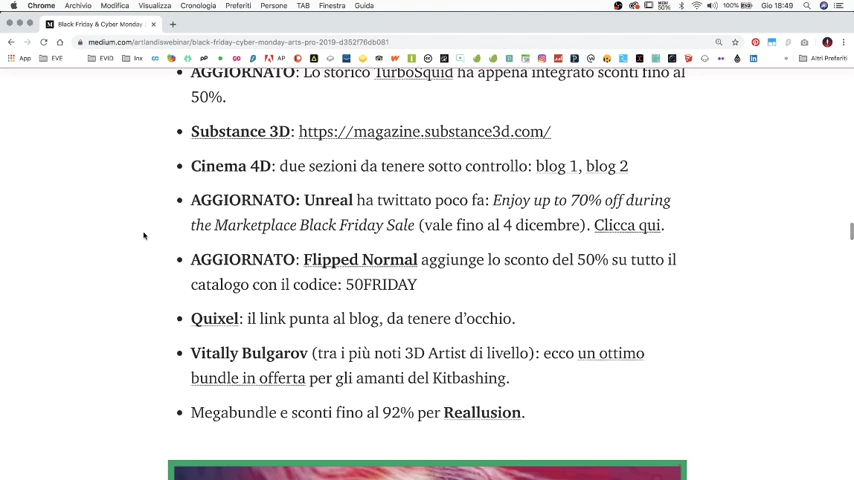 Chrome Archivio Modifica Visualizza Cronologia Preferiti Persone TAB Finestra Guida 50% 100% Gio 18:49
Black Friday & Cyber Monday
medium.com/artlandiswebinar/black-friday-cyber-monday-arts-pro-2019-d352f76db081
App EVE EVIO Inx pP AP Altri Preferiti
AGGIORNATO: Lo storico TurboSquid ha appena integrato sconti fino al
50%.
Substance 3D: https://magazine.substance3d.com/
Cinema 4D: due sezioni da tenere sotto controllo: blog 1, blog 2
AGGIORNATO: Unreal ha twittato poco fa: Enjoy up to 70% off during
the Marketplace Black Friday Sale (vale fino al 4 dicembre). Clicca qui.
AGGIORNATO: Flipped Normal aggiunge lo sconto del 50% su tutto il
catalogo con il codice: 50FRIDAY
Quixel: il link punta al blog, da tenere d’occhio.
Vitally Bulgarov (tra i più noti 3D Artist di livello): ecco un ottimo
bundle in offerta per gli amanti del Kitbashing.
Megabundle e sconti fino al 92% per Reallusion.